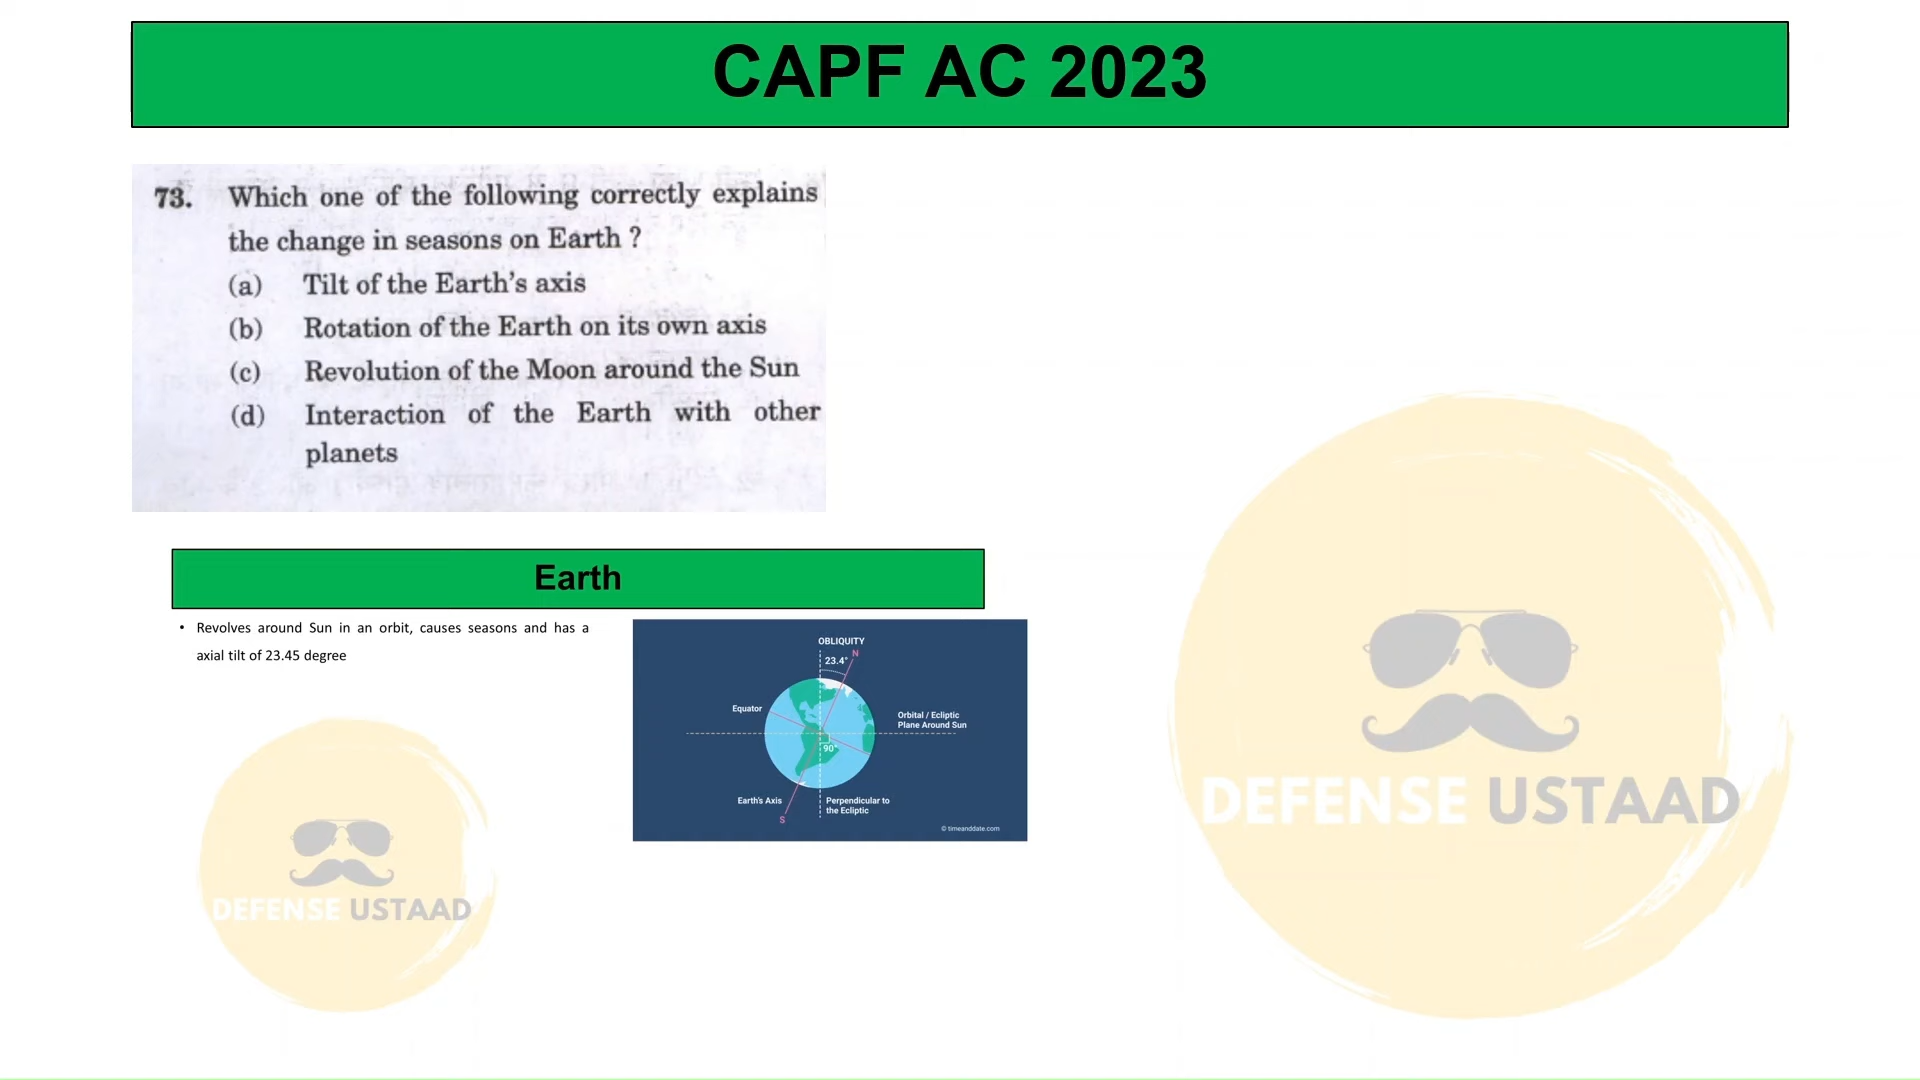 CAPF AC 2023
73. Which one of the following correctly explains
the change in seasons on Earth ?
(a) Tilt of the Earth's axis
(b) Rotation of the Earth on its own axis
(c) Revolution of the Moon around the Sun
(d) Interaction of the Earth with other
planets
Earth
• Revolves around Sun in an orbit, causes seasons and has a
axial tilt of 23.45 degree
OBLIQUITY
23.4°
N
Equator
Orbital / Ecliptic
Plane Around Sun
90°
Earth's Axis
S
Perpendicular to
the Ecliptic
© timeanddate.com
DEFENSE USTAAD
DEFENSE USTAAD